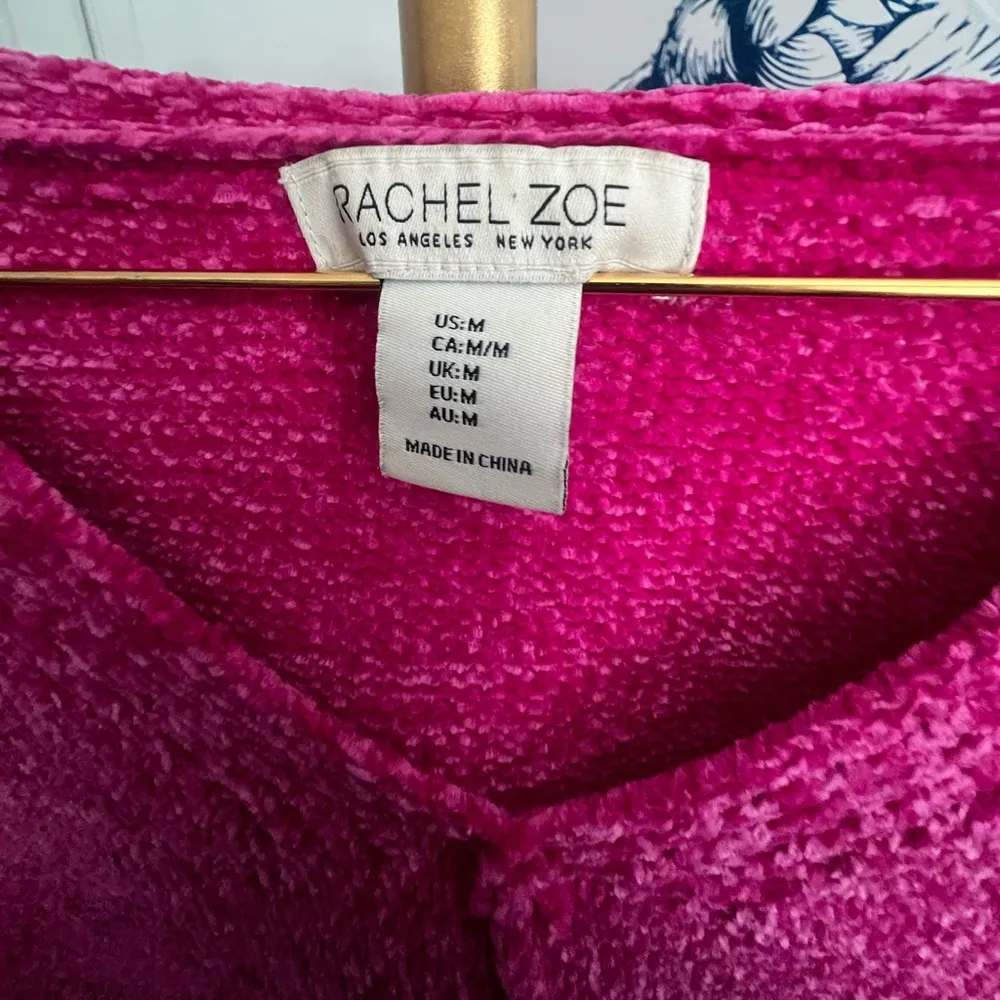 RACHEL ZOE
LOS ANGELES NEW YORK
US:M
CA:M/M
UK:M
EU:M
AU:M
MADE IN CHINA